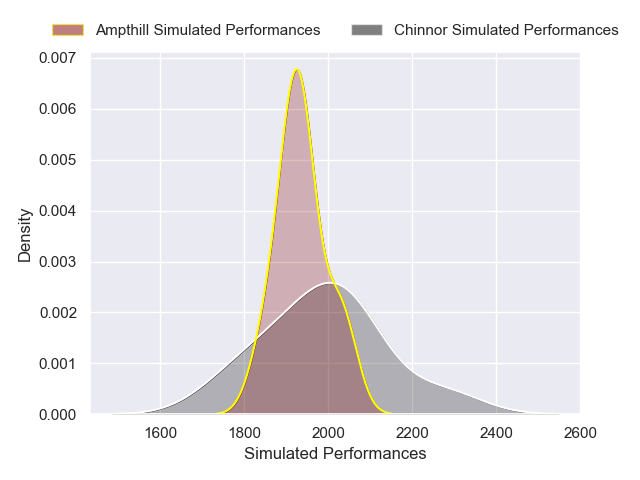 Ampthill Simulated Performances Chinnor Simulated Performances
0.007
0.006
0.005
0.004
0.003
0.002
0.001
0.000
Density
1600 1800 2000 2200 2400 2600
Simulated Performances